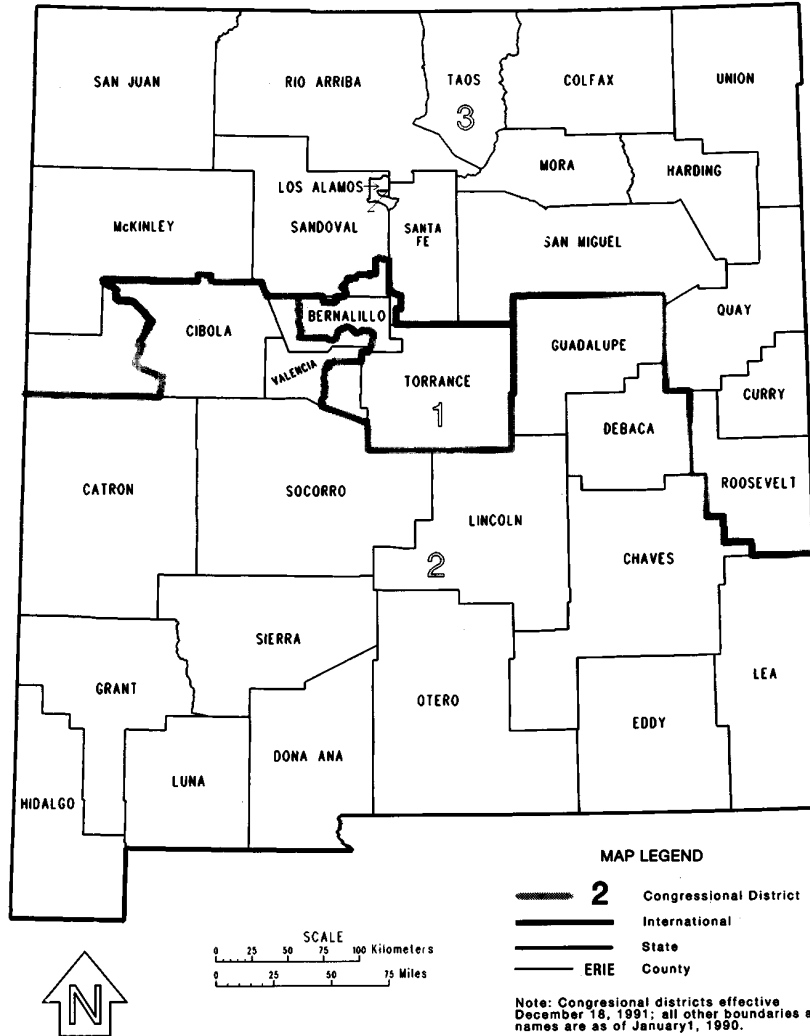 SAN JUAN
RIO ARRIBA
TAOS
COLFAX
UNION
3
MORA
HARDING
LOS ALAMOS
McKINLEY
SANDOVAL
SANTA
FE
SAN MIGUEL
QUAY
CIBOLA
BERNALILLO
GUADALUPE
VALENCIA
TORRANCE
CURRY
1
DEBACA
ROOSEVELT
CATRON
SOCORRO
LINCOLN
CHAVES
2
SIERRA
LEA
GRANT
OTERO
EDDY
DONA ANA
LUNA
HIDALGO
MAP LEGEND
2 Congressional District
International
State
ERIE County
SCALE
0 25 50 75 100 Kilometers
0 25 50 75 Miles
N
Note: Congresional districts effective
December 18, 1991; all other boundaries a
names are as of January1, 1990.